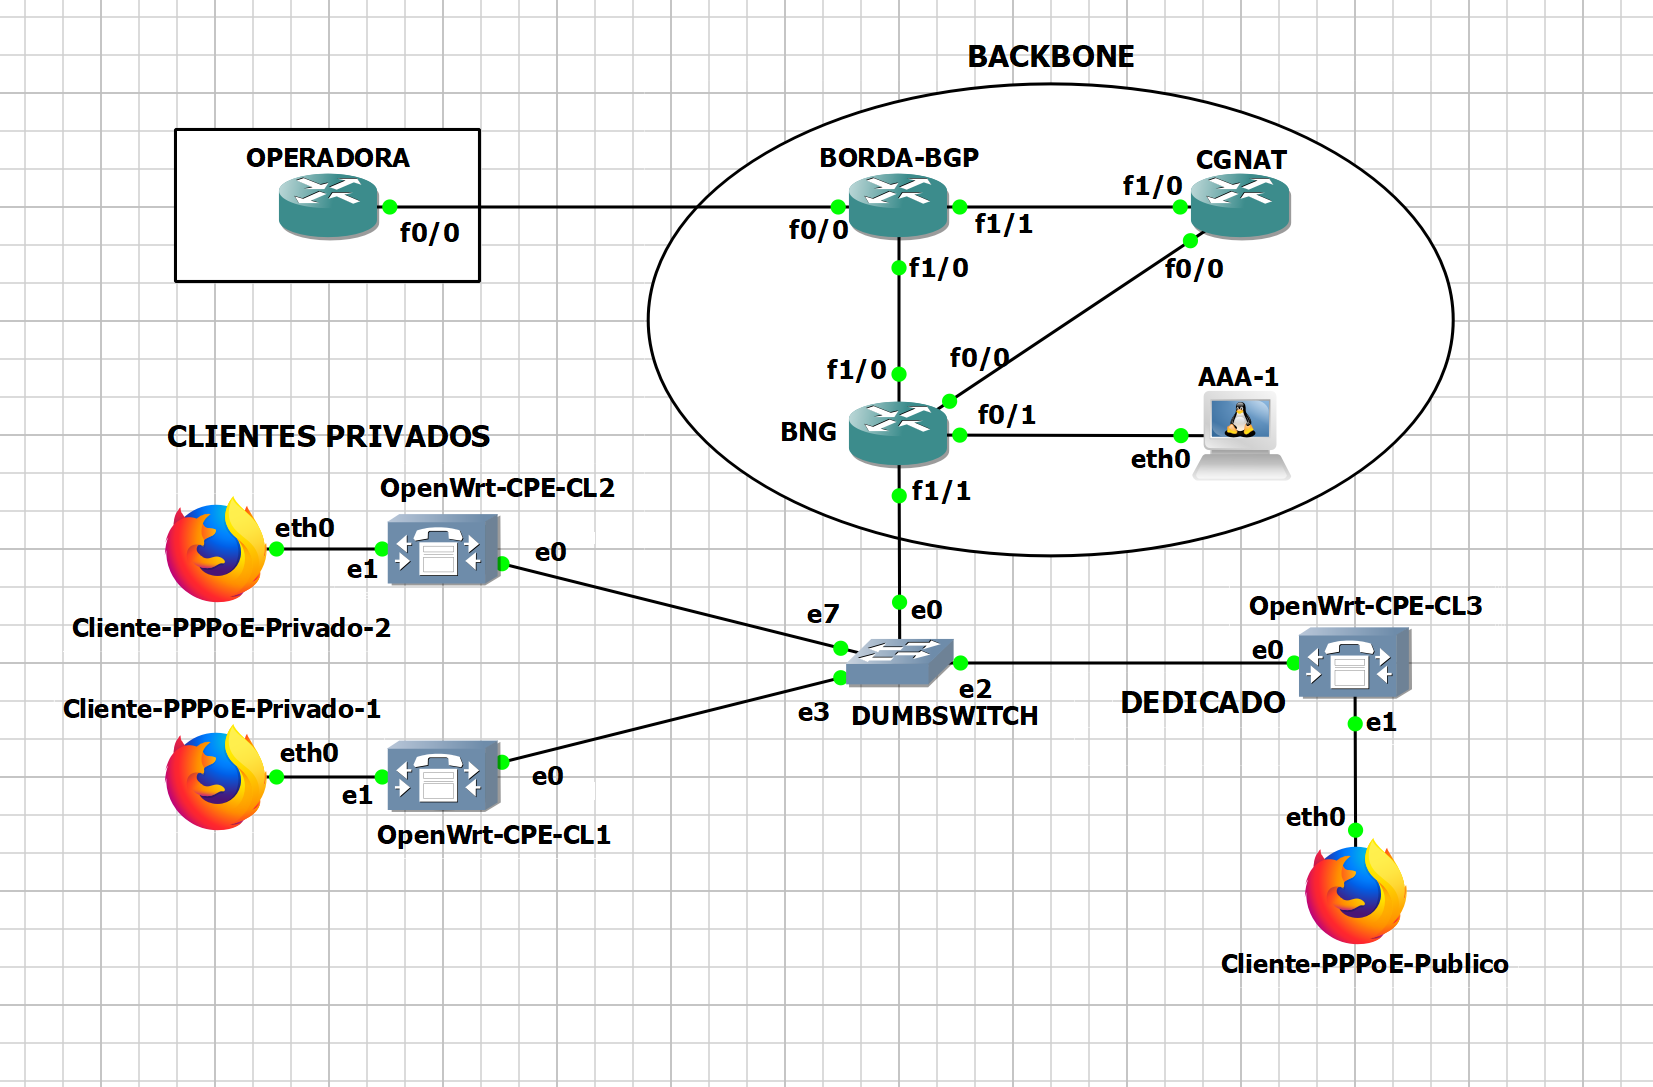 BACKBONE
OPERADORA
f0/0
BORDA-BGP
f0/0
f1/1
f1/0
CGNAT
f1/0
f0/0
f1/0
f0/0
BNG
f0/1
f1/1
AAA-1
eth0
CLIENTES PRIVADOS
OpenWrt-CPE-CL2
eth0
e1
e0
Cliente-PPPoE-Privado-2
Cliente-PPPoE-Privado-1
eth0
e1
e0
OpenWrt-CPE-CL1
e7
e0
e3
e2
DUMBSWITCH
OpenWrt-CPE-CL3
e0
DEDICADO
e1
eth0
Cliente-PPPoE-Publico